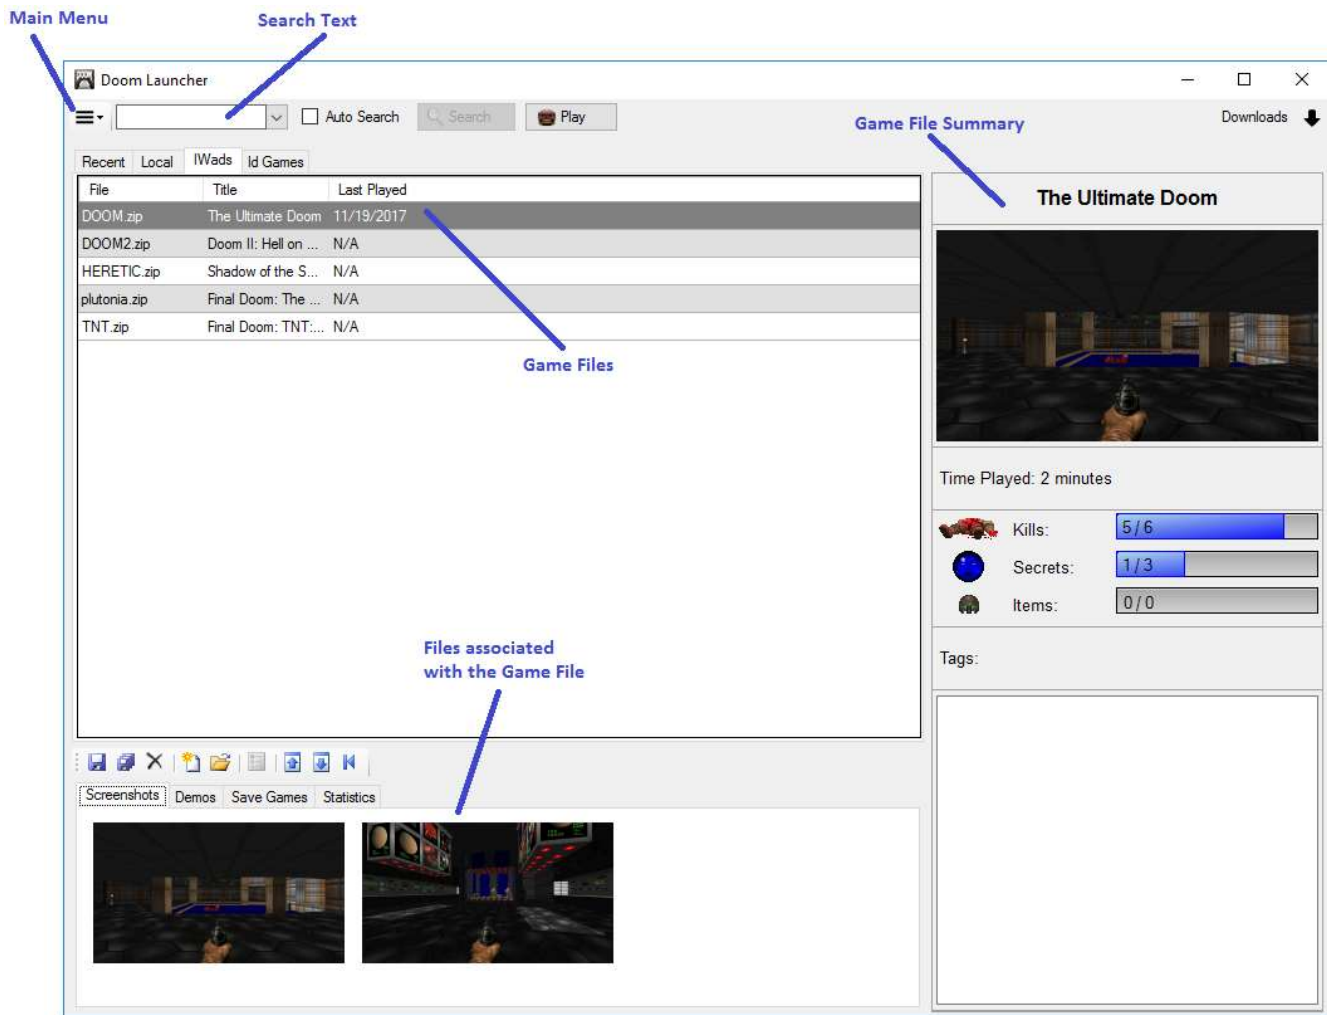 Main Menu
Search Text
Doom Launcher
Auto Search
Search
Play
Game File Summary
Downloads
Recent
Local
IWads
Id Games
File
Title
Last Played
DOOM.zip
The Ultimate Doom
11/19/2017
DOOM2.zip
Doom II: Hell on ...
N/A
HERETIC.zip
Shadow of the S...
N/A
plutonia.zip
Final Doom: The ...
N/A
TNT.zip
Final Doom: TNT:...
N/A
Game Files
The Ultimate Doom
Time Played: 2 minutes
Kills:
5 / 6
Secrets:
1 / 3
Items:
0 / 0
Tags:
Files associated
with the Game File
Screenshots
Demos
Save Games
Statistics